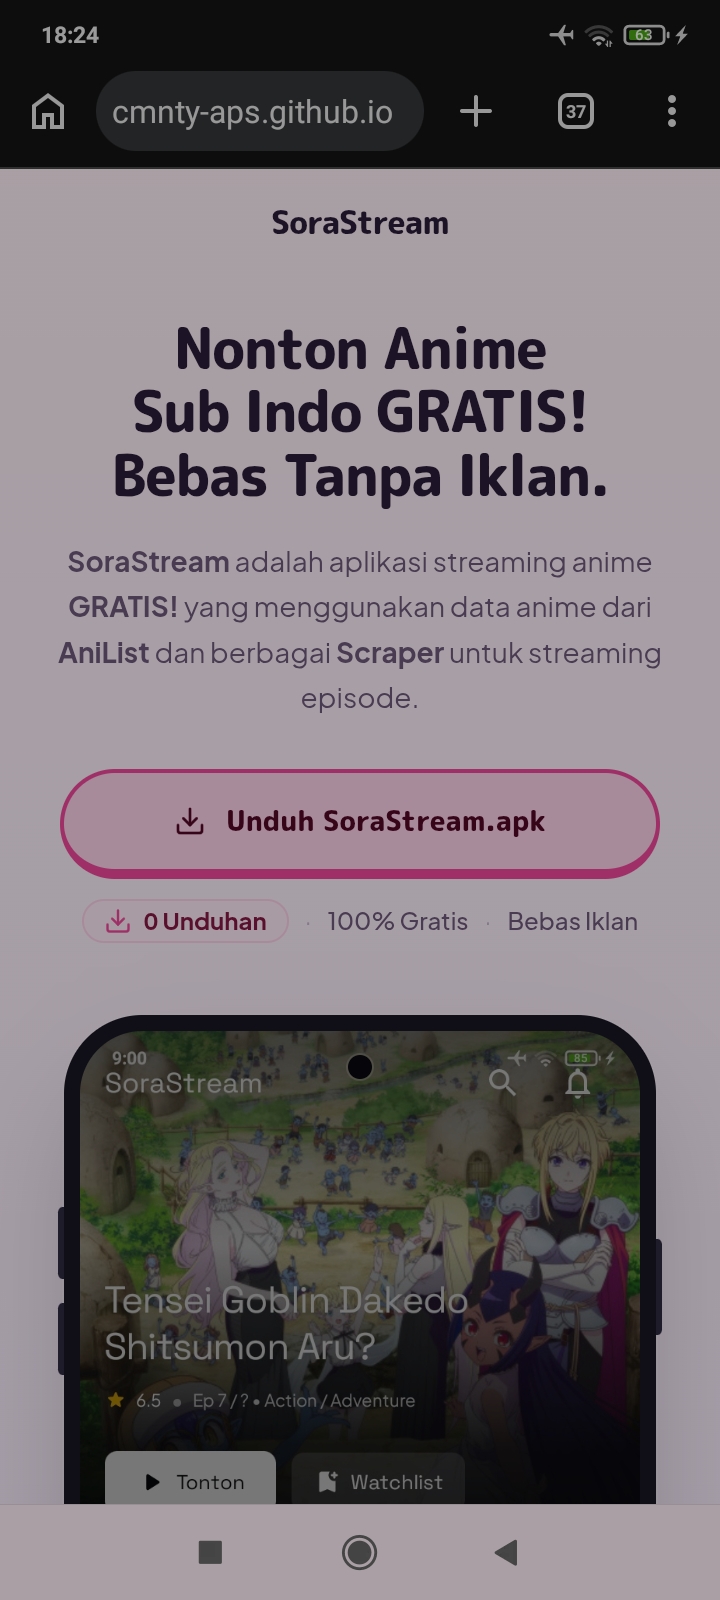 18:24
63
cmnty-aps.github.io
37
SoraStream
Nonton Anime
Sub Indo GRATIS!
Bebas Tanpa Iklan.
SoraStream adalah aplikasi streaming anime
GRATIS! yang menggunakan data anime dari
AniList dan berbagai Scraper untuk streaming
episode.
Unduh SoraStream.apk
0 Unduhan · 100% Gratis · Bebas Iklan
9:00
85
SoraStream
Tensei Goblin Dakedo
Shitsumon Aru?
6.5 • Ep 7 / ? • Action / Adventure
Tonton
Watchlist